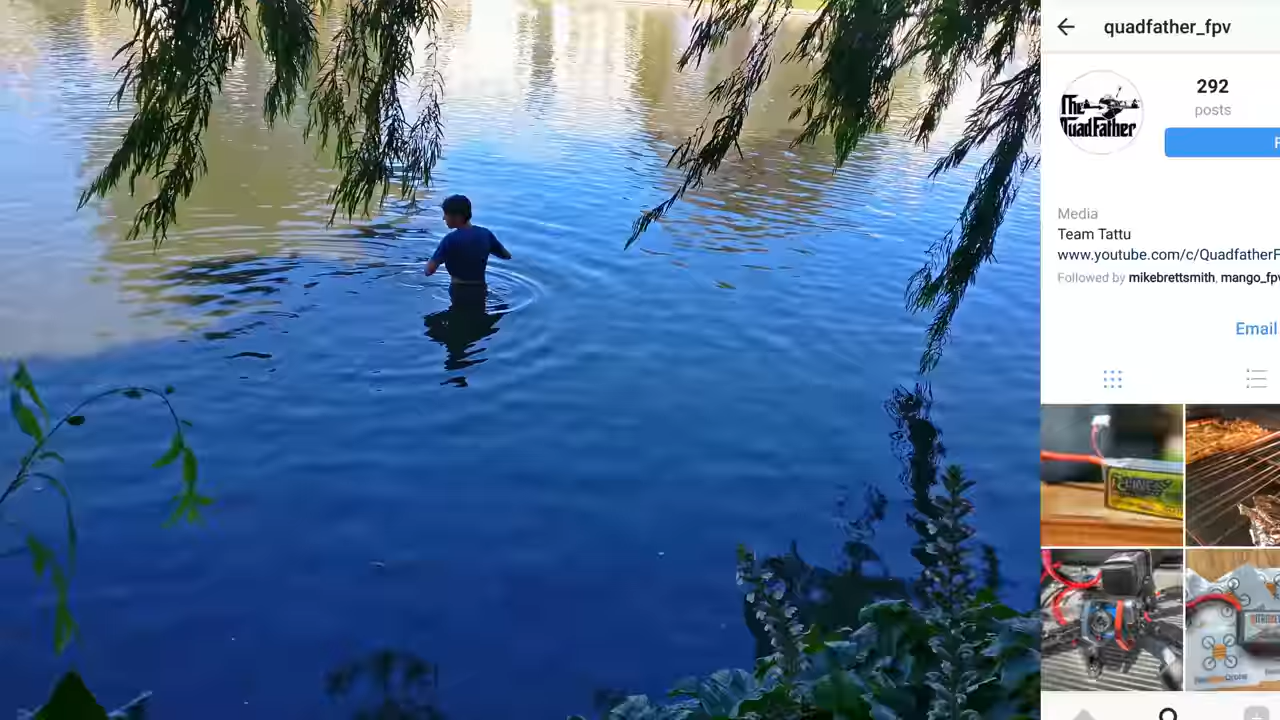 quadfather_fpv
The
QuadFather
292
posts
F
Media
Team Tattu
www.youtube.com/c/QuadfatherF
Followed by mikebrettsmith, mango_fpv
Email